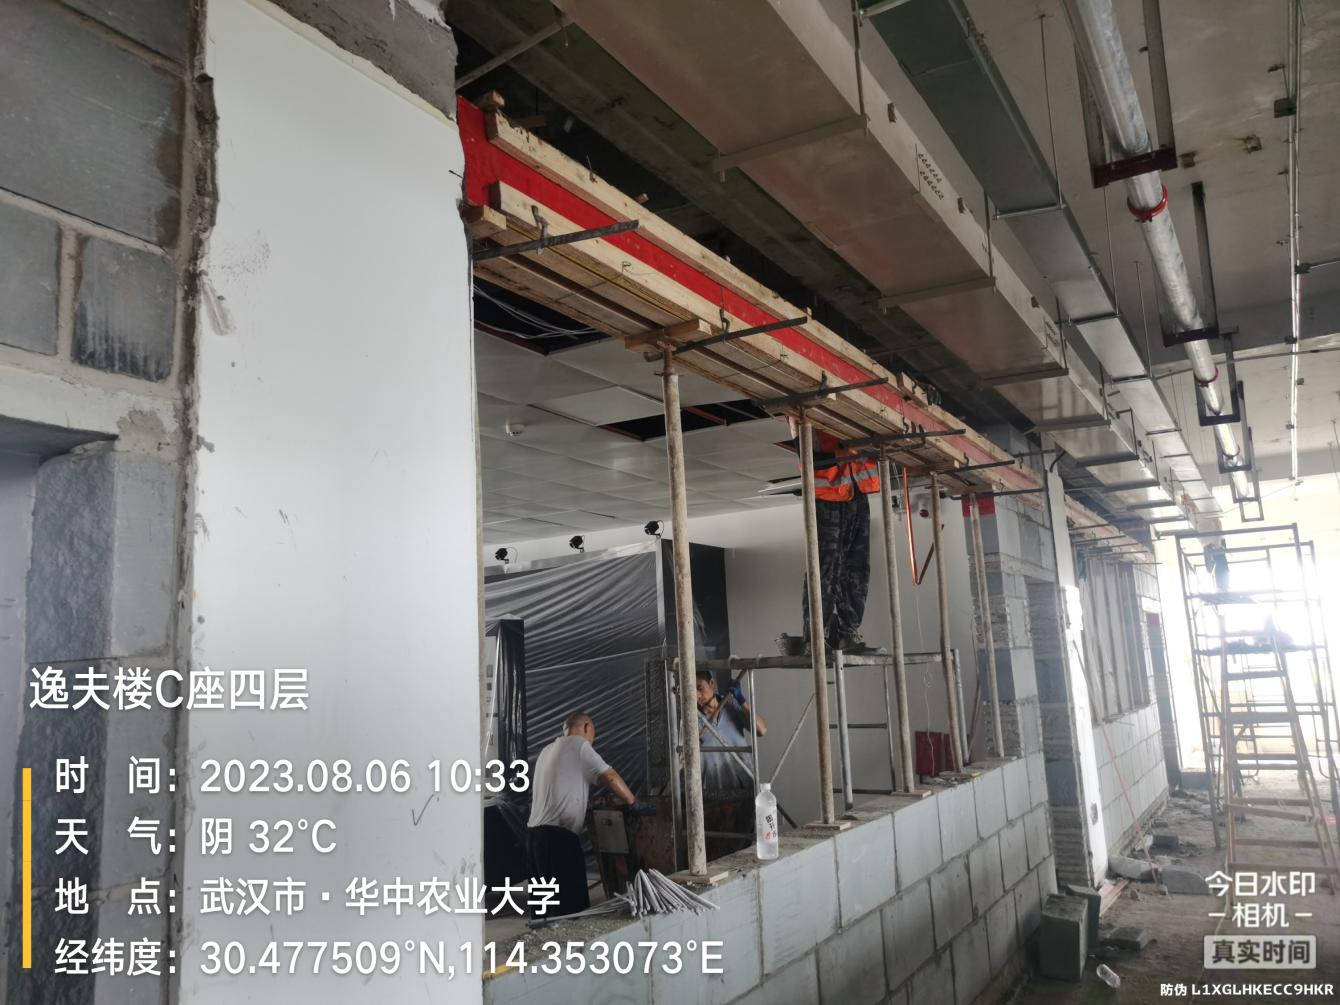 逸夫楼C座四层
时 间：2023.08.06 10:33
天 气：阴 32°C
地 点：武汉市·华中农业大学
经纬度：30.477509°N,114.353073°E
今日水印
相机
真实时间
防伪 L1XGLHKECC9HKR